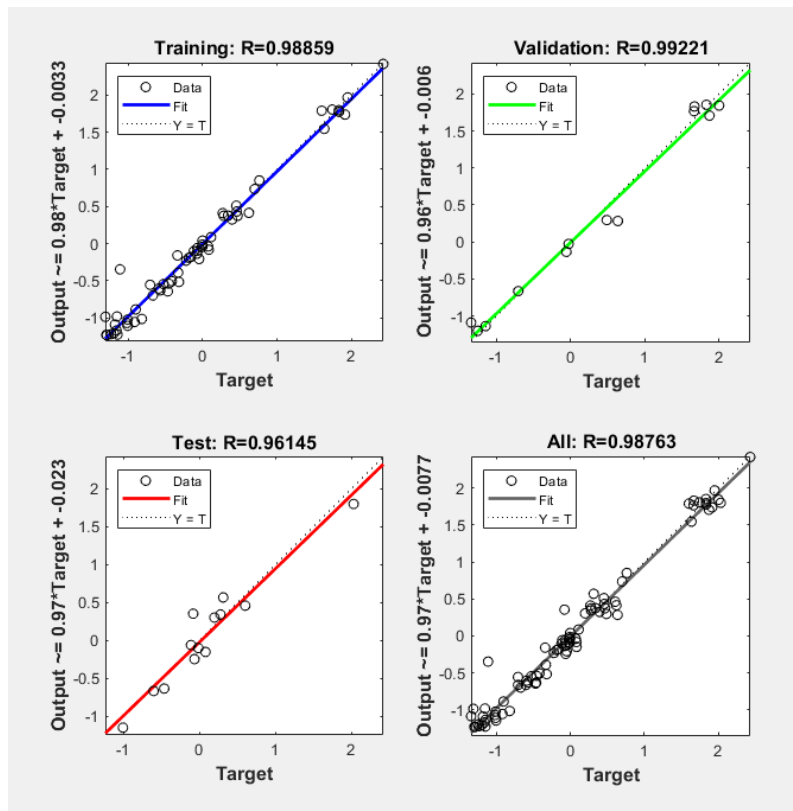 Training: R=0.98859
Output ~= 0.98*Target + -0.0033
Data
Fit
Y = T
2
1.5
1
0.5
0
-0.5
-1
-1
0
1
2
Target
Validation: R=0.99221
Output ~= 0.96*Target + -0.006
Data
Fit
Y = T
2
1.5
1
0.5
0
-0.5
-1
-1
0
1
2
Target
Test: R=0.96145
Output ~= 0.97*Target + -0.023
Data
Fit
Y = T
2
1.5
1
0.5
0
-0.5
-1
-1
0
1
2
Target
All: R=0.98763
Output ~= 0.97*Target + -0.0077
Data
Fit
Y = T
2
1.5
1
0.5
0
-0.5
-1
-1
0
1
2
Target